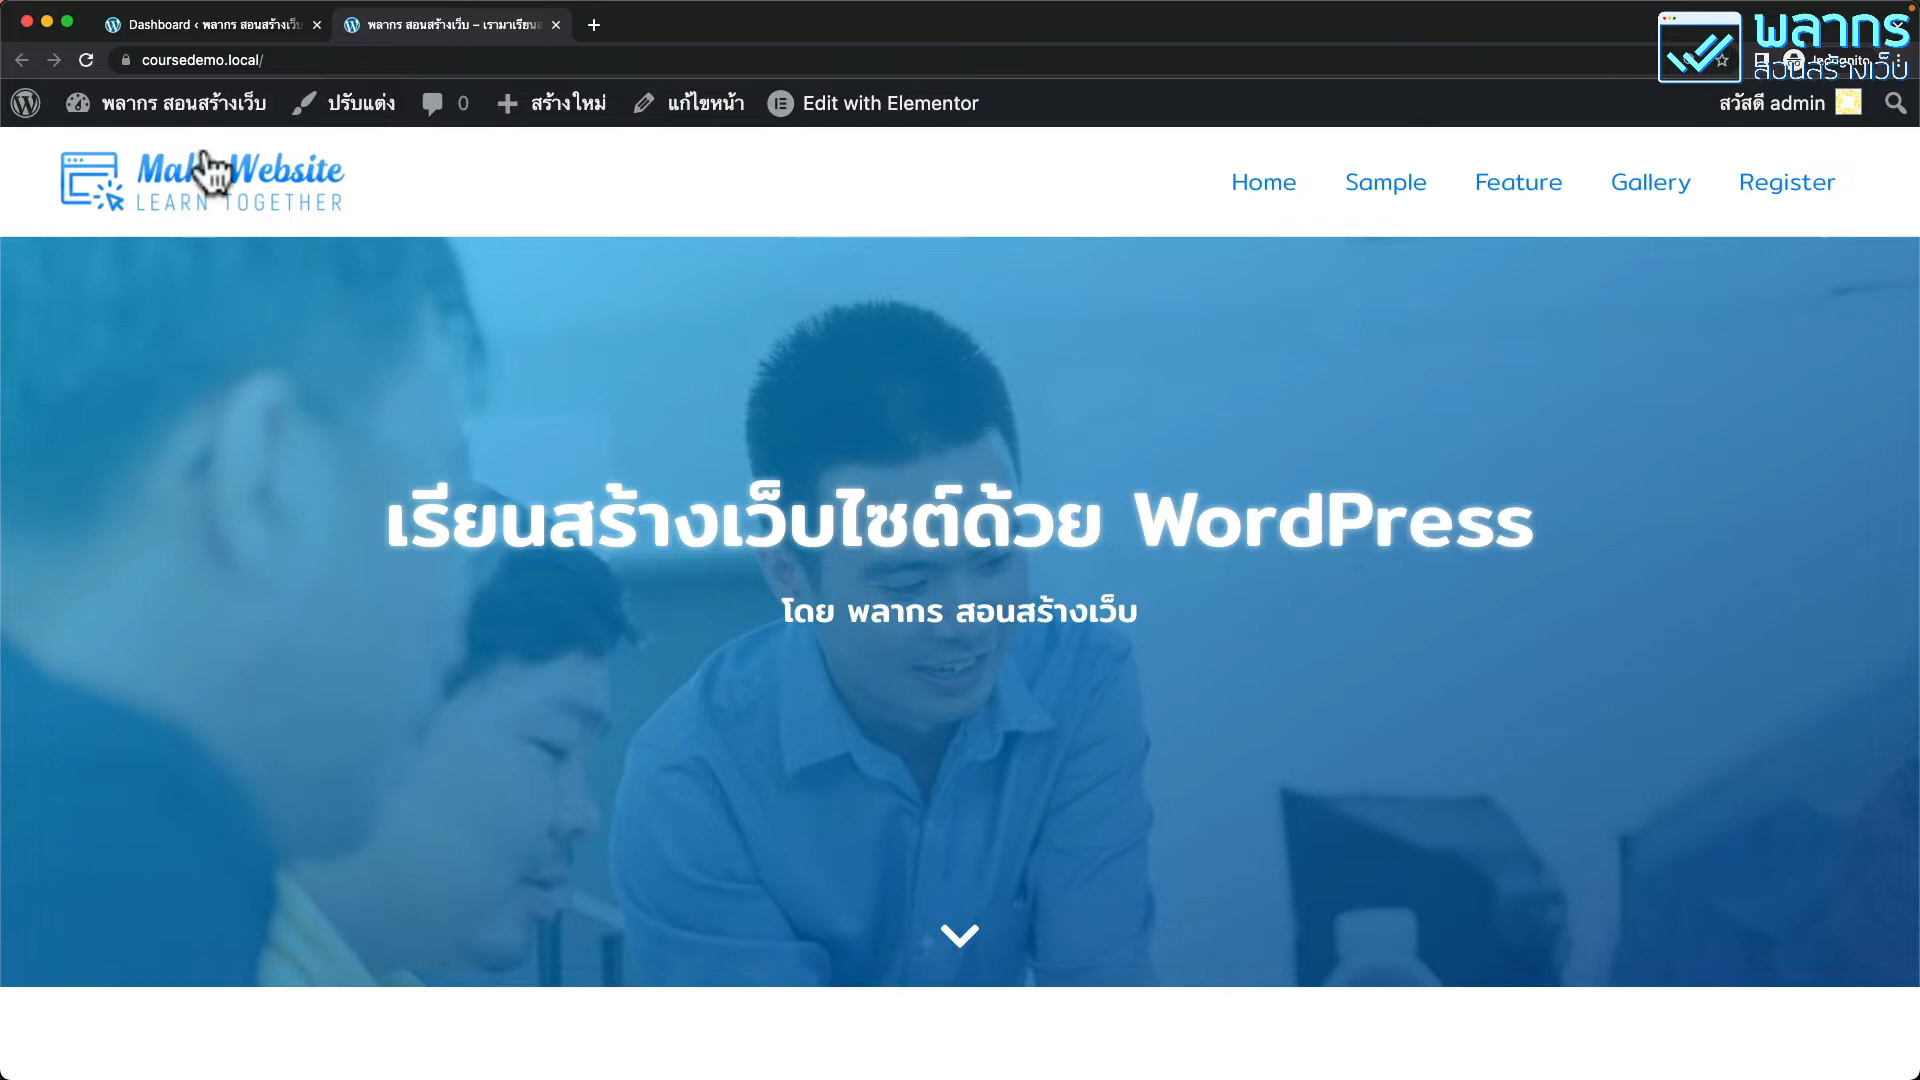 Dashboard ‹ พลากร สอนสร้างเว็บ
พลากร สอนสร้างเว็บ – เรามาเรียน
พลากร
สอนสร้างเว็บ
coursedemo.local/
Incognito
พลากร สอนสร้างเว็บ
ปรับแต่ง
0
สร้างใหม่
แก้ไขหน้า
Edit with Elementor
สวัสดี admin
Website
LEARN TOGETHER
Home Sample Feature Gallery Register
เรียนสร้างเว็บไซต์ด้วย WordPress
โดย พลากร สอนสร้างเว็บ